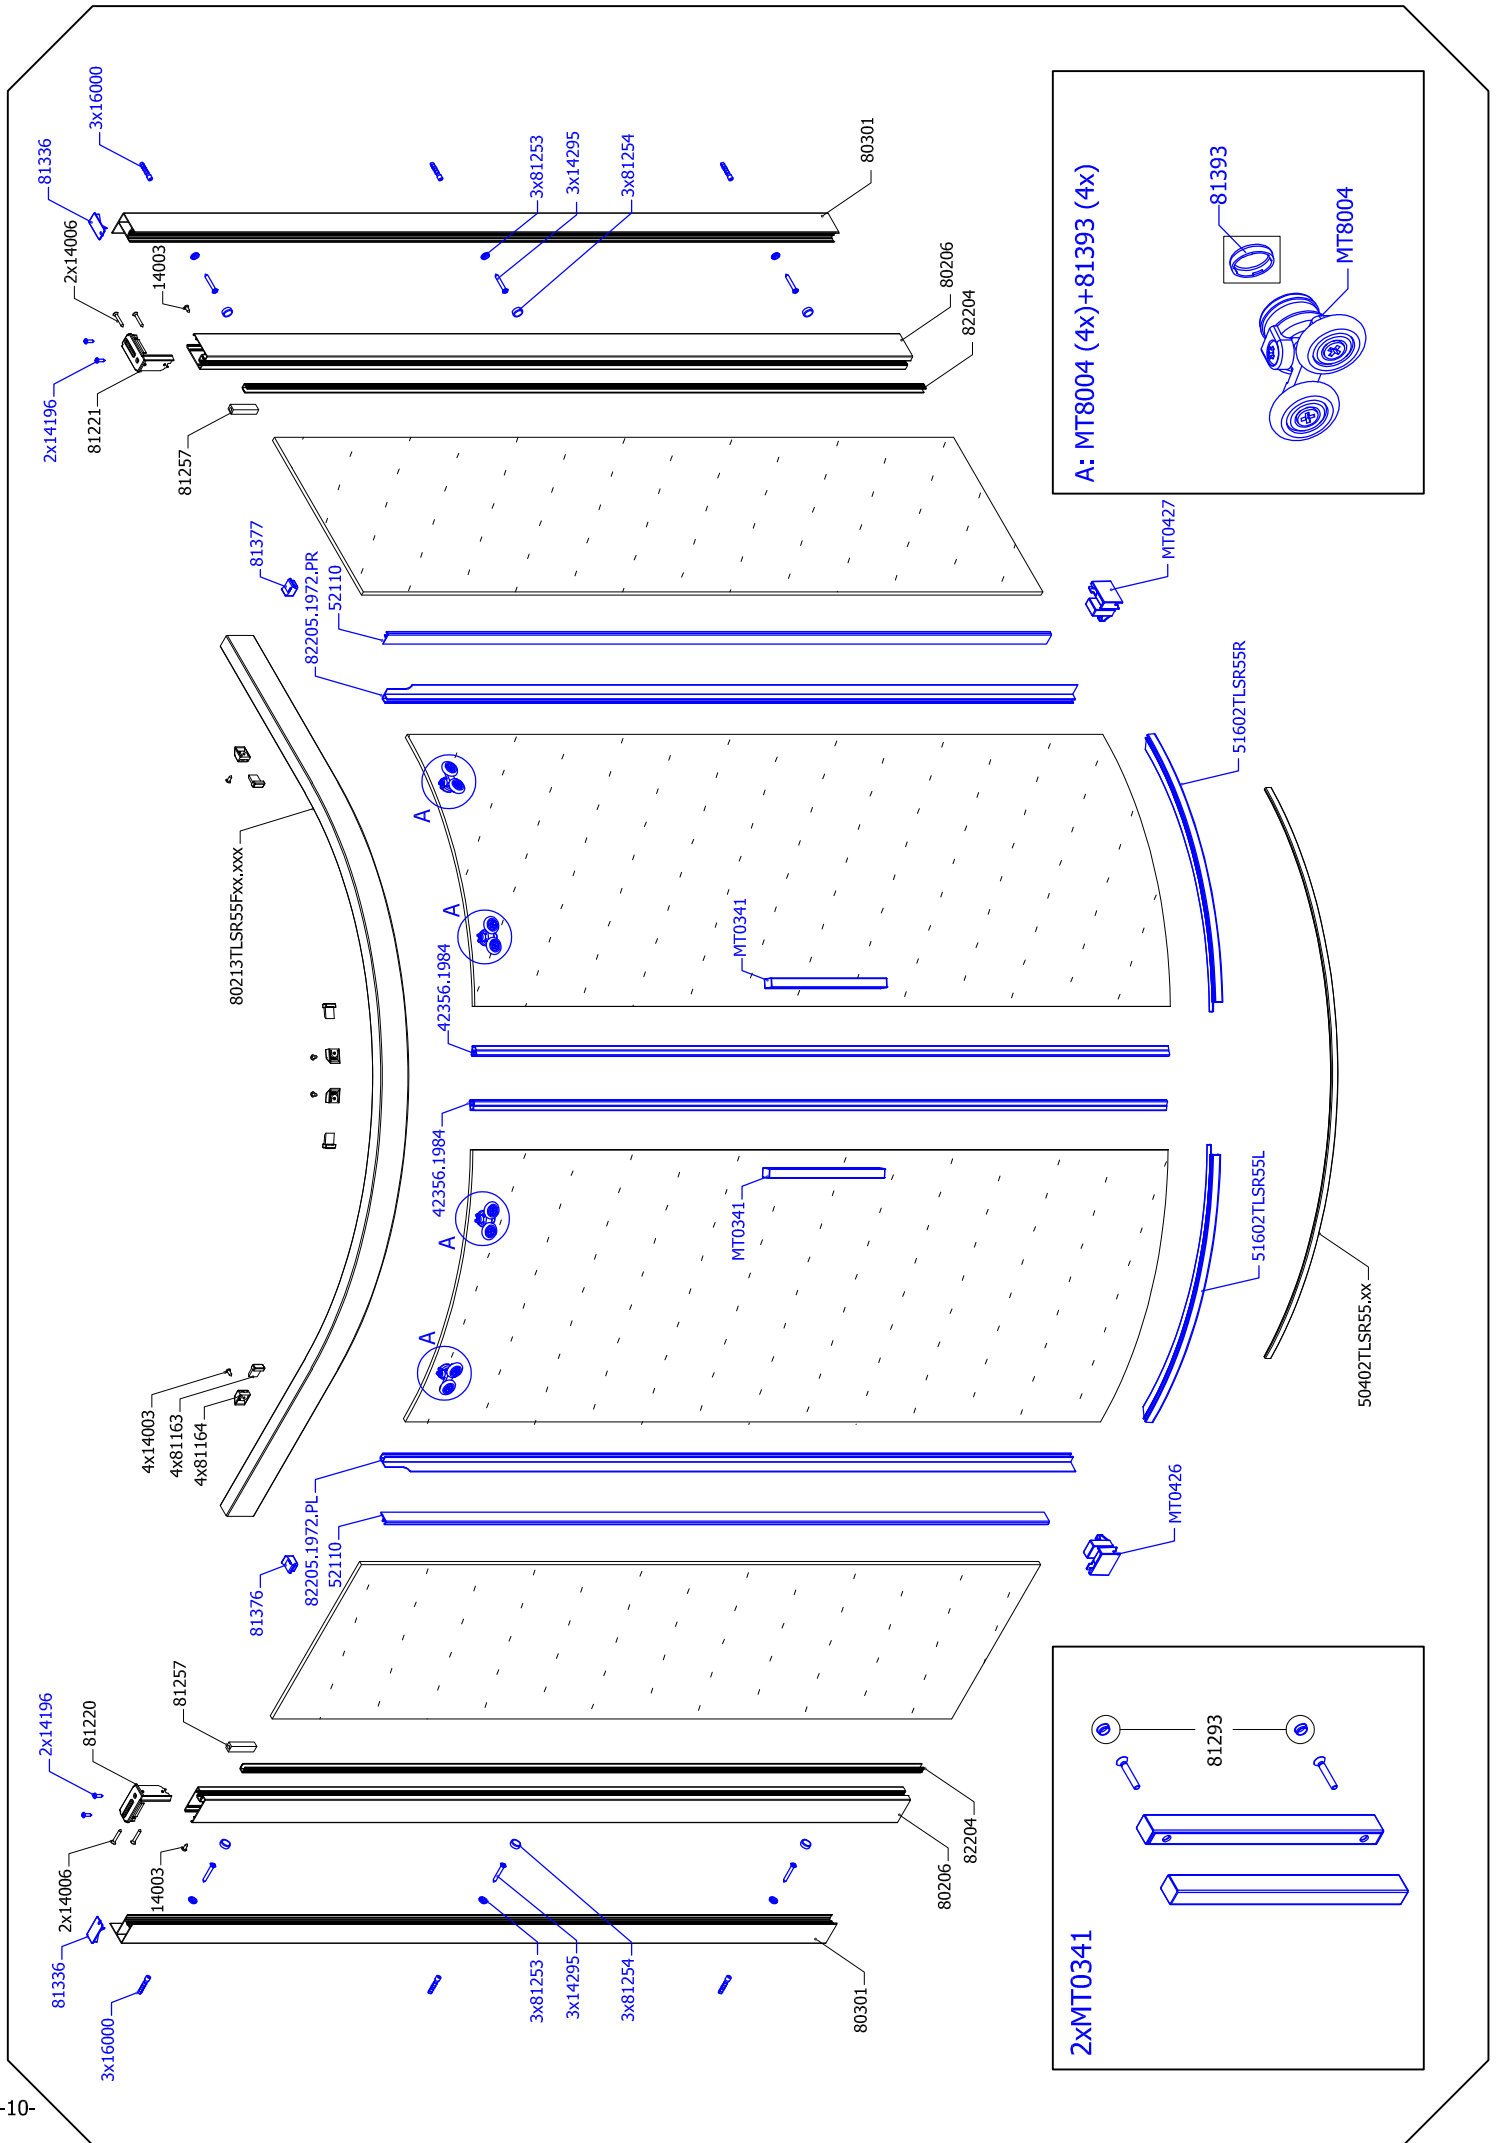 3x16000
81336
2x14006
14003
2x14196
81221
81257
3x81253
3x14295
3x81254
80301
80206
82204
A: MT8004 (4x)+81393 (4x)
81393
MT8004
81377
82205.1972.PR
52110
MT0427
80213TLSR55Fxx.xxx
A
A
MT0341
42356.1984
51602TLSR55R
42356.1984
A
MT0341
A
51602TLSR55L
50402TLSR55.xx
4x14003
4x81163
4x81164
82205.1972.PL
52110
81376
MT0426
81257
2x14196
81220
2x14006
14003
81336
3x16000
82204
80206
3x81253
3x14295
3x81254
80301
2xMT0341
81293
-10-